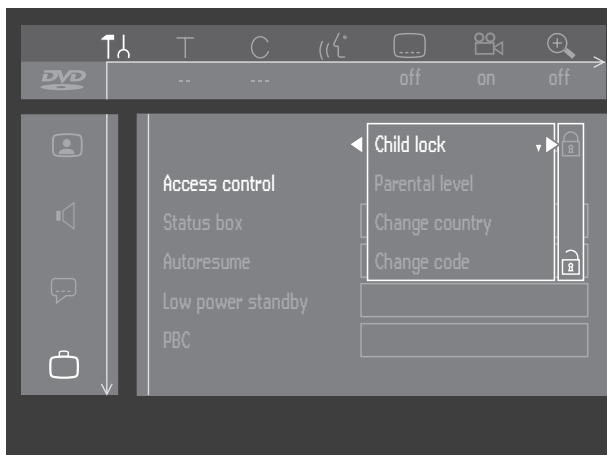 T C
DVD -- --- off on off
Child lock
Access control Parental level
Status box Change country
Autoresume Change code
Low power standby
PBC